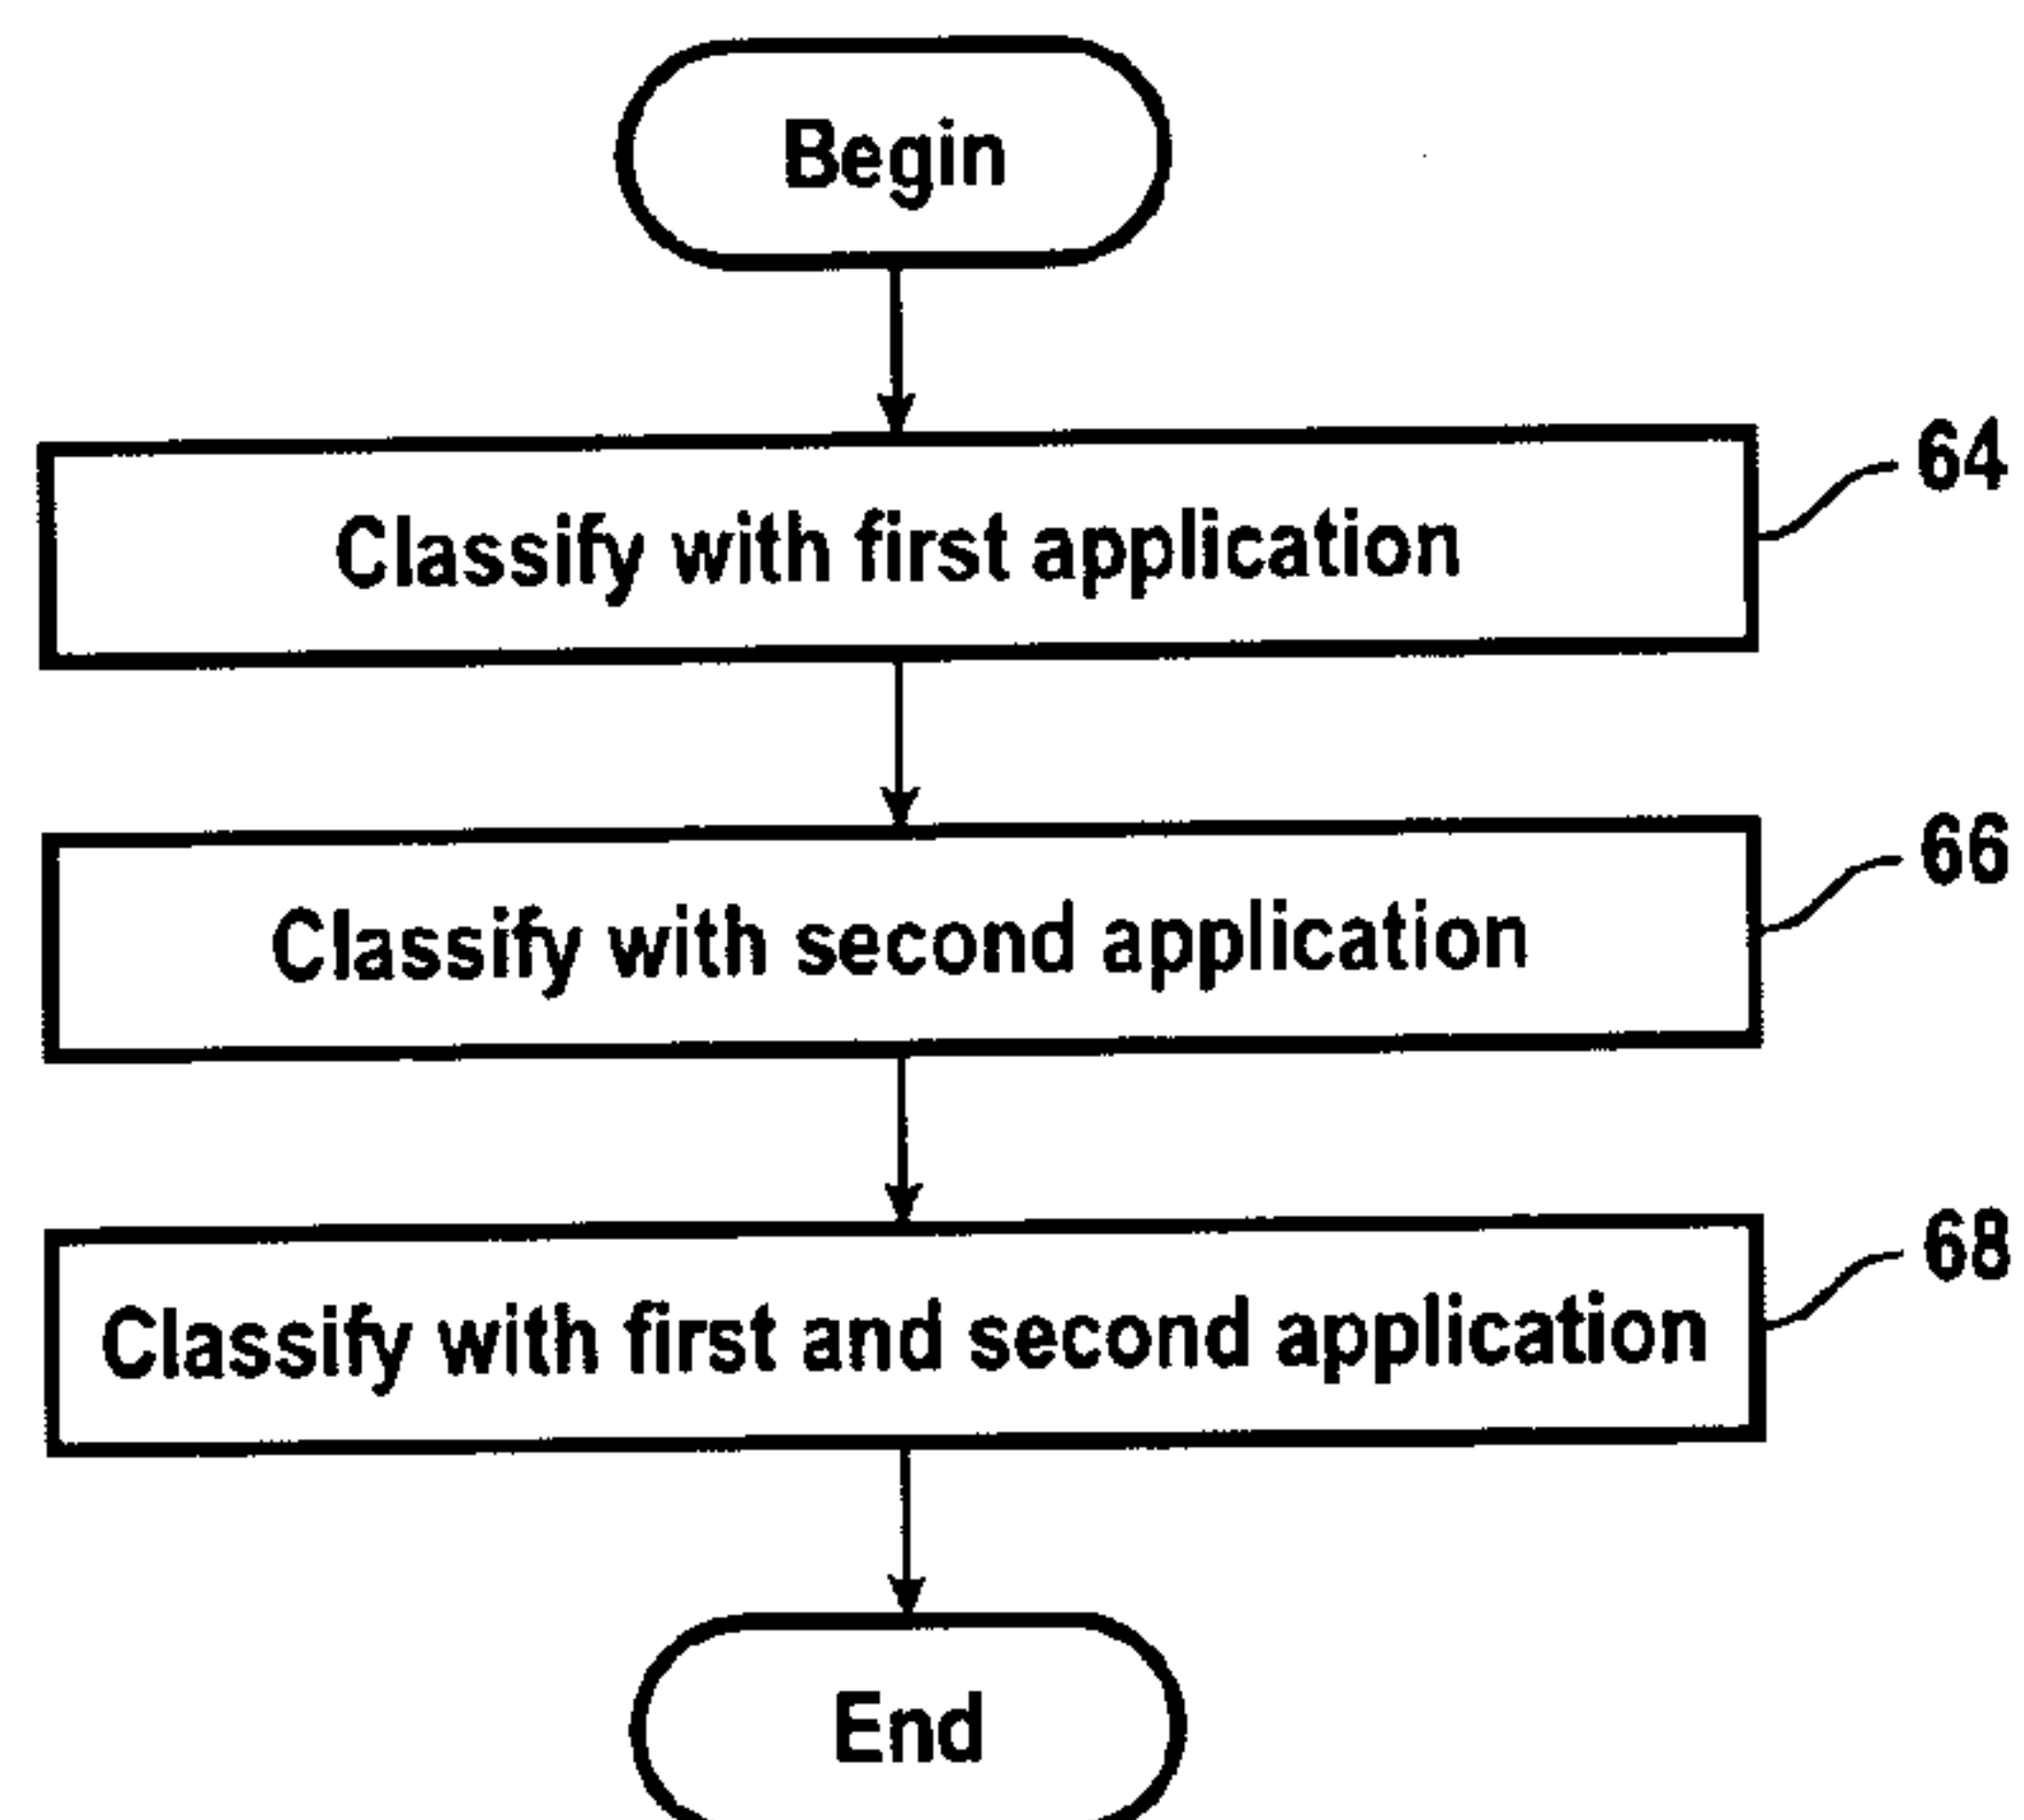 Begin
Classify with first application
64
Classify with second application
66
Classify with first and second application
68
End